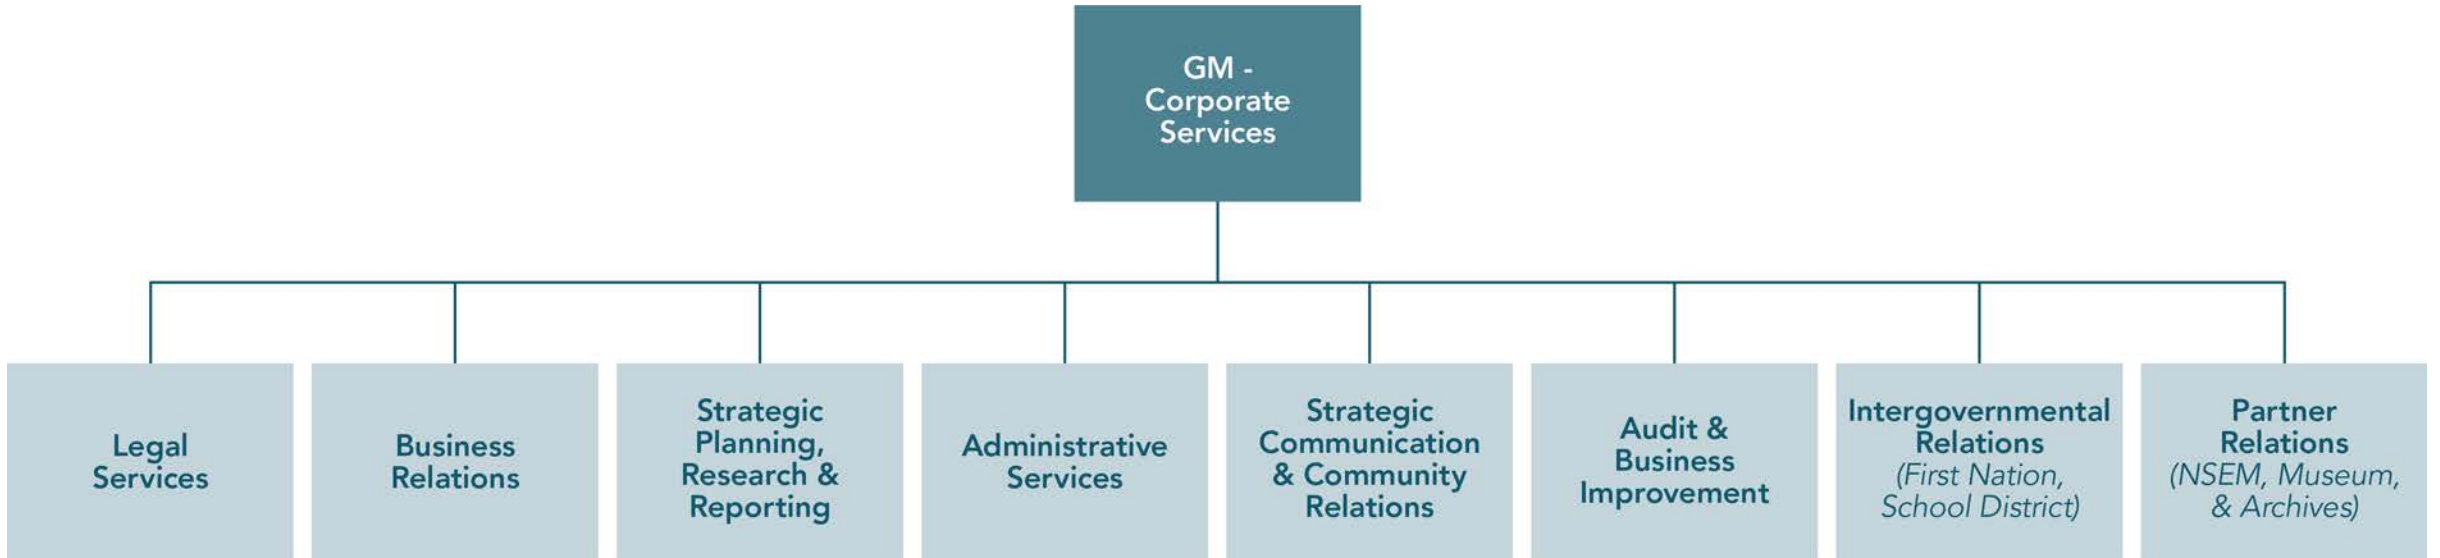 GM -
Corporate
Services
Legal
Services
Business
Relations
Strategic
Planning,
Research &
Reporting
Administrative
Services
Strategic
Communication
& Community
Relations
Audit &
Business
Improvement
Intergovernmental
Relations
(First Nation,
School District)
Partner
Relations
(NSEM, Museum,
& Archives)